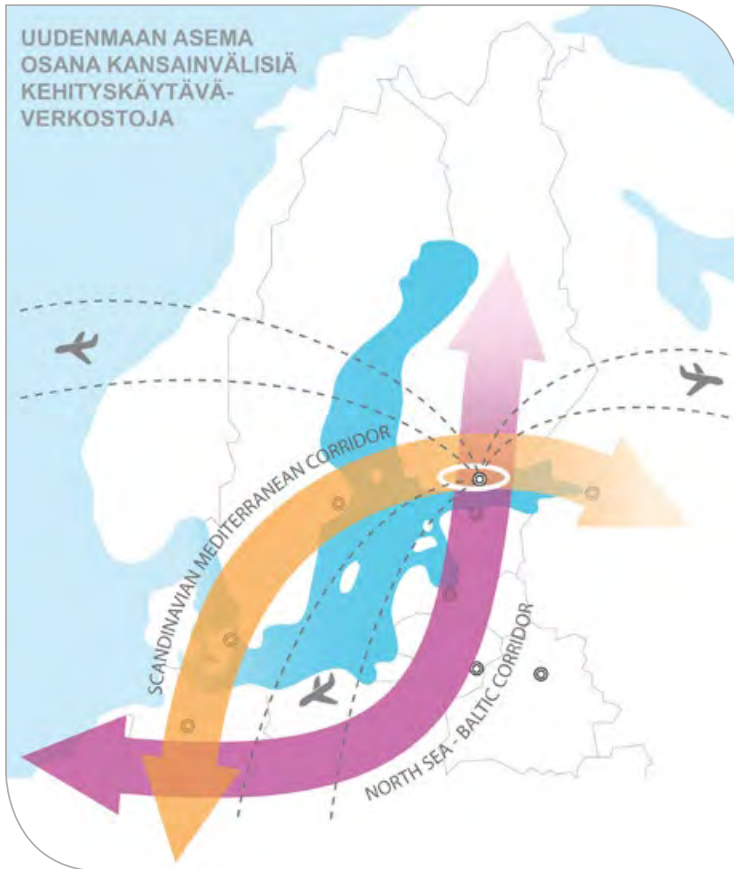 UUDENMAAN ASEMA
OSANA KANSAINVÄLISIÄ
KEHITYSKÄYTÄVÄ-
VERKOSTOJA
SCANDINAVIAN MEDITERRANEAN CORRIDOR
NORTH SEA - BALTIC CORRIDOR